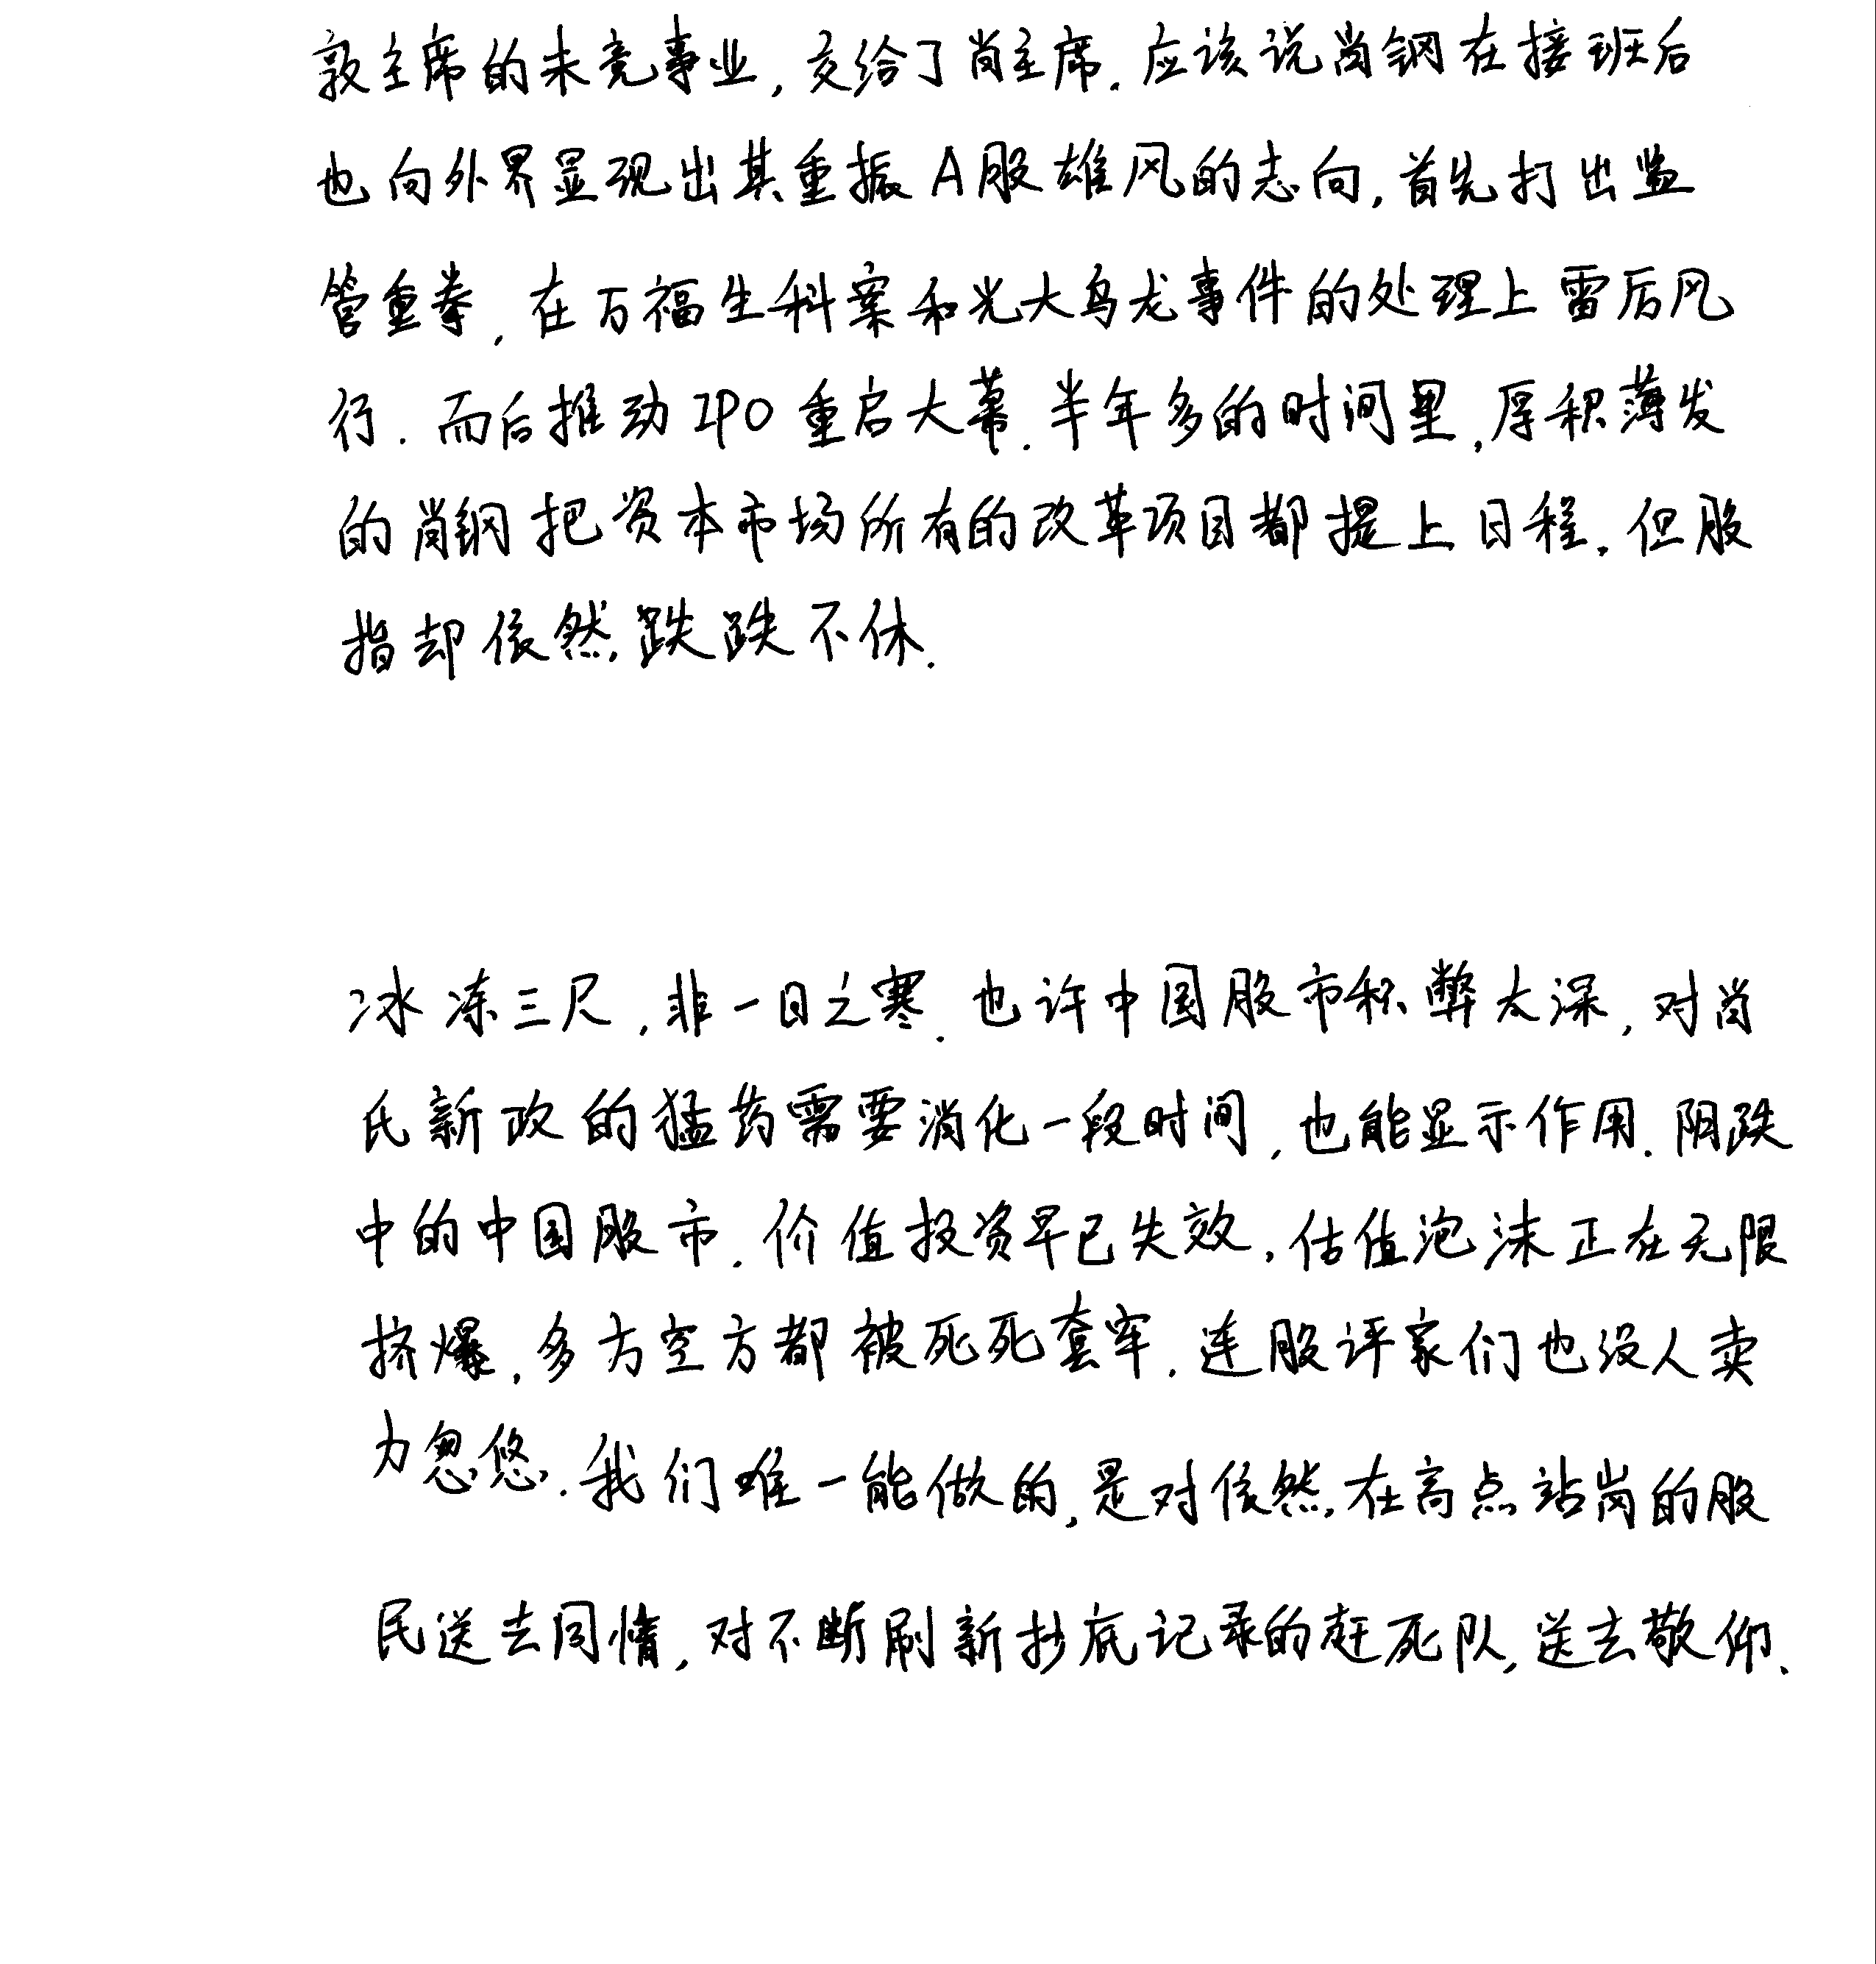 郭主席的未竟事业,交给了肖主席.应该说肖钢在接班后
也向外界显现出其重振A股雄风的志向,首先打出监
管重拳,在万福生科案和光大乌龙事件的处理上雷厉风
行.而后推动IPO重启大幕.半年多的时间里,厚积薄发
的肖钢把资本市场所有的改革项目都提上日程.但股
指却依然跌跌不休.
冰冻三尺,非一日之寒.也许中国股市积弊太深,对肖
氏新政的猛药需要消化一段时间,也能显示作用.阴跌
中的中国股市.价值投资早已失效,估值泡沫正在无限
挤爆,多方空方都被死死套牢.连股评家们也没人卖
力忽悠.我们唯一能做的,是对依然在高点站岗的股
民送去同情,对不断刷新抄底记录的赶死队,送去敬仰.